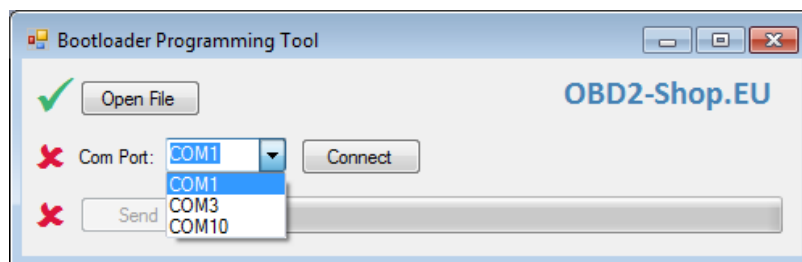 Bootloader Programming Tool
Open File
OBD2-Shop.EU
Com Port: COM1 Connect
COM1
Send COM3
COM10